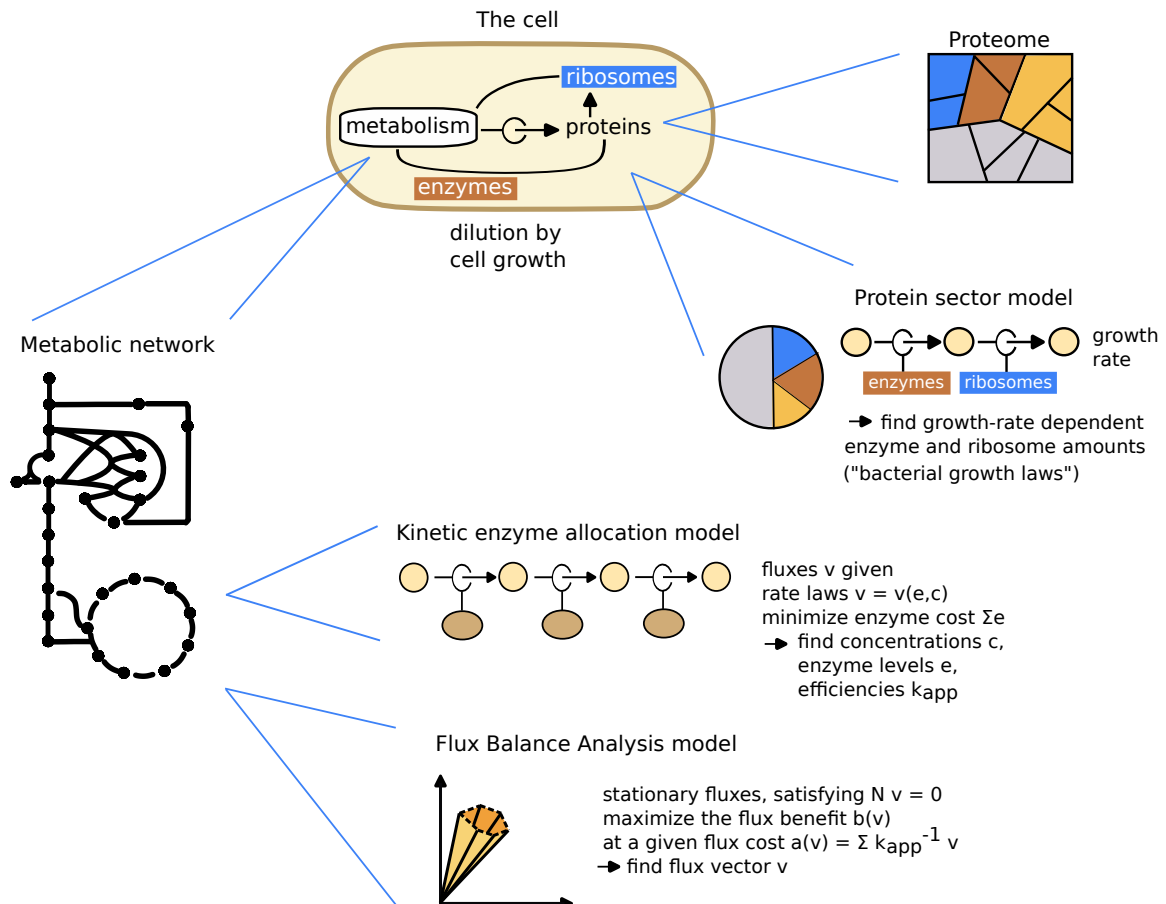 The cell
ribosomes
metabolism
proteins
enzymes
dilution by
cell growth
Proteome
Protein sector model
growth
rate
enzymes
ribosomes
find growth-rate dependent
enzyme and ribosome amounts
("bacterial growth laws")
Metabolic network
Kinetic enzyme allocation model
fluxes v given
rate laws v = v(e,c)
minimize enzyme cost Σe
find concentrations c,
enzyme levels e,
efficiencies kapp
Flux Balance Analysis model
stationary fluxes, satisfying N v = 0
maximize the flux benefit b(v)
at a given flux cost a(v) = Σ kapp⁻¹ v
find flux vector v